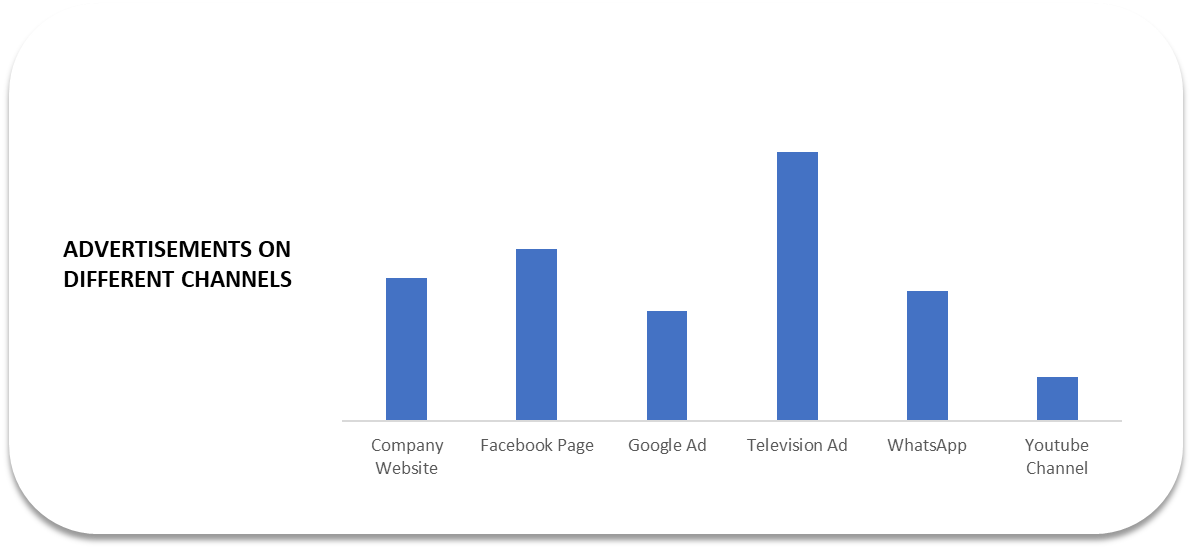 ADVERTISEMENTS ON
DIFFERENT CHANNELS
Company
Website
Facebook Page
Google Ad
Television Ad
WhatsApp
Youtube
Channel